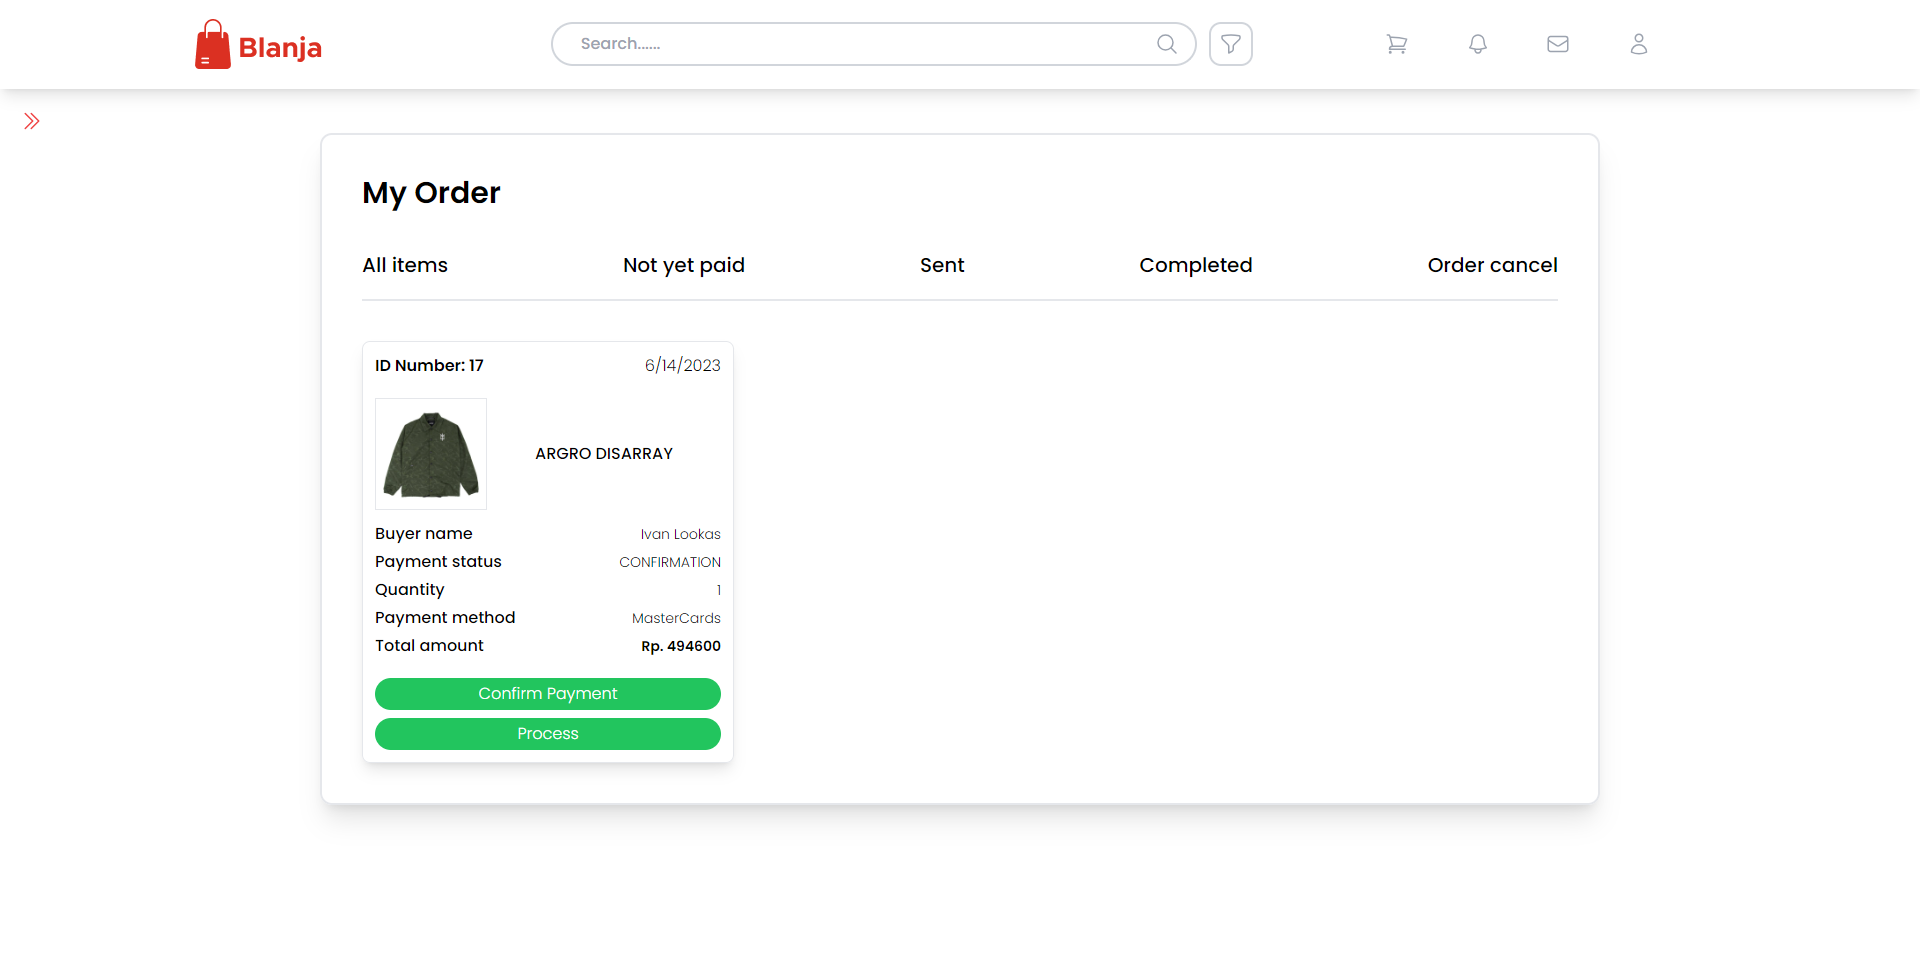 Blanja
Search......
My Order
All items Not yet paid Sent Completed Order cancel
ID Number: 17 6/14/2023
ARGRO DISARRAY
Buyer name Ivan Lookas
Payment status CONFIRMATION
Quantity 1
Payment method MasterCards
Total amount Rp. 494600
Confirm Payment
Process